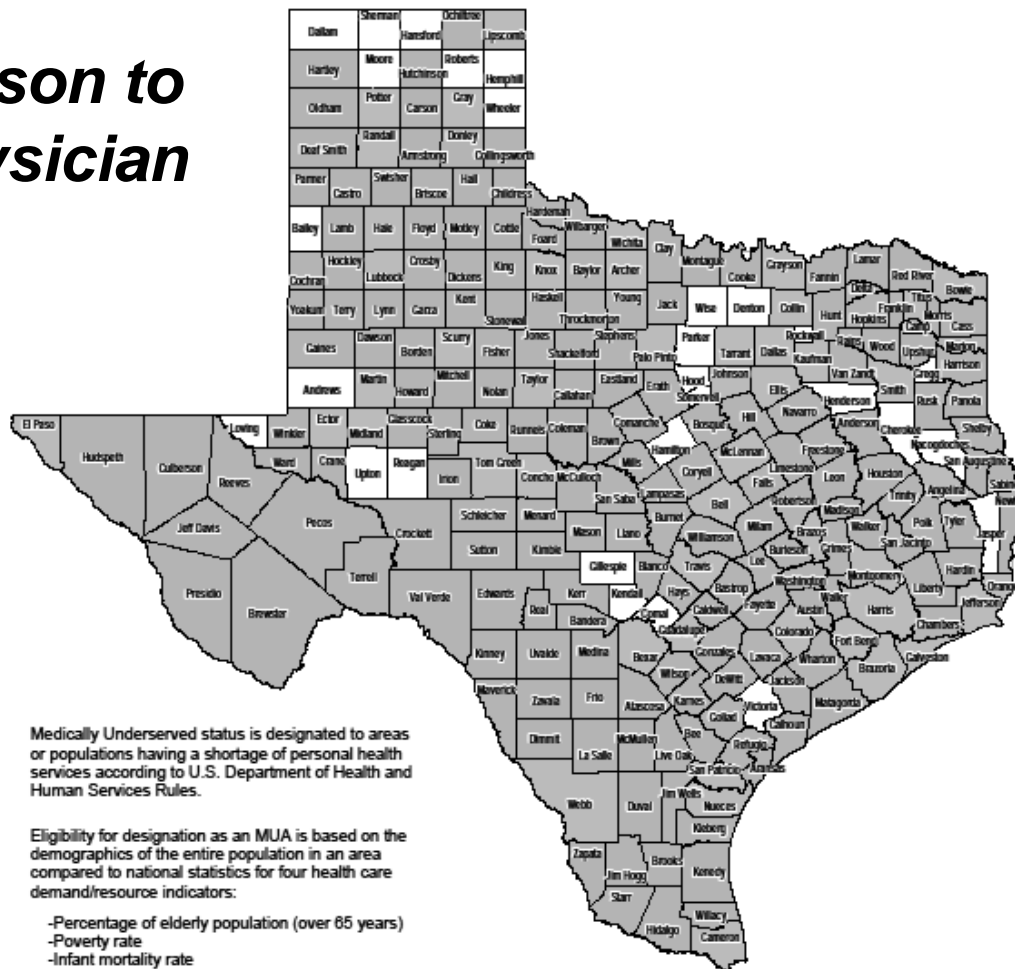 son to
ysician
Sherman Ochiltree
Dallam Hansford Lipscomb
Moore Roberts
Hartley Hutchinson Hemphill
Potter Gray
Oldham Carson Wheeler
Randall Donley
Deaf Smith Armstrong Collingsworth
Parmer Swisher Hall
Castro Briscoe Childress
Hardeman
Bailey Lamb Hale Floyd Motley Cottle Wilbarger
Foard Wichita Clay Lamar
Hockley Crosby King Montague Grayson Red River
Cochran Lubbock Dickens Knox Baylor Archer Cooke Fannin Delta Bowie
Kent Haskell Young Titus
Yoakum Terry Lynn Garza Jack Wise Denton Collin Hunt Franklin Morris
Stonewall Throckmorton Hopkins Camp Cass
Dawson Scurry Jones Stephens Parker Rockwall Rains Wood Marion
Gaines Borden Fisher Shackelford Palo Pinto Tarrant Dallas Kaufman Upshur Harrison
Martin Mitchell Taylor Eastland Hood Johnson Van Zandt Gregg
Andrews Howard Nolan Callahan Erath Somervell Ellis Henderson Smith Rusk Panola
El Paso Loving Ector Glasscock Coke Comanche Bosque Hill Navarro Anderson Cherokee Shelby
Winkler Midland Sterling Runnels Coleman Brown Hamilton McLennan Freestone Nacogdoches
Hudspeth Culberson Ward Crane Upton Reagan Tom Green Mills Coryell Limestone Houston San Augustine
Reeves Irion Concho McCulloch Lampasas Falls Leon Angelina Sabine
San Saba Bell Robertson Madison Trinity Newt
Jeff Davis Pecos Crockett Schleicher Menard Burnet Milam Brazos Walker Polk Tyler Jasper
Mason Llano Williamson San Jacinto
Sutton Kimble Burleson Grimes
Terrell Gillespie Blanco Travis Lee Montgomery Hardin
Presidio Brewster Val Verde Edwards Kerr Kendall Hays Bastrop Washington Waller Liberty Orang
Real Comal Caldwell Fayette Austin Harris Jefferson
Bandera Guadalupe Colorado Chambers
Kinney Uvalde Medina Bexar Gonzales Lavaca Fort Bend Galveston
Wilson DeWitt Wharton Brazoria
Maverick Zavala Frio Atascosa Karnes Jackson Matagorda
Goliad Victoria
Dimmit McMullen Bee Calhoun
La Salle Live Oak Refugio
San Patricio Aransas
Webb Duval Jim Wells Nueces
Kleberg
Zapata Brooks
Jim Hogg Kenedy
Starr
Willacy
Hidalgo Cameron
Medically Underserved status is designated to areas
or populations having a shortage of personal health
services according to U.S. Department of Health and
Human Services Rules.
Eligibility for designation as an MUA is based on the
demographics of the entire population in an area
compared to national statistics for four health care
demand/resource indicators:
-Percentage of elderly population (over 65 years)
-Poverty rate
-Infant mortality rate